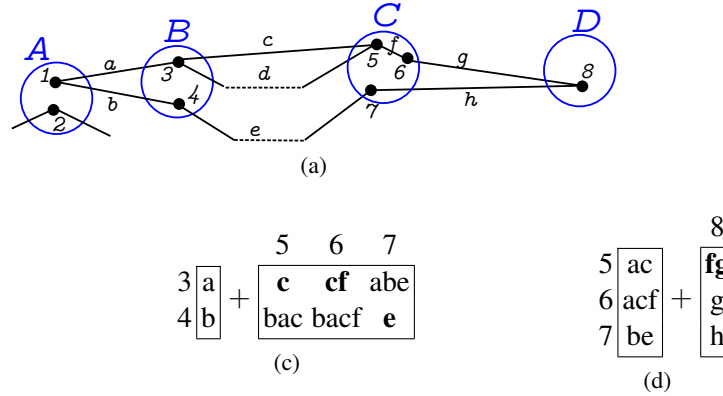 A B C D
1 a 3 c 5 f 6 g 8
b 4 d 7 h
2 e
(a)
5 6 7
3 a + c cf abe
4 b bac bacf e
(c)
8
5 ac + fg
6 acf g
7 be h
(d)